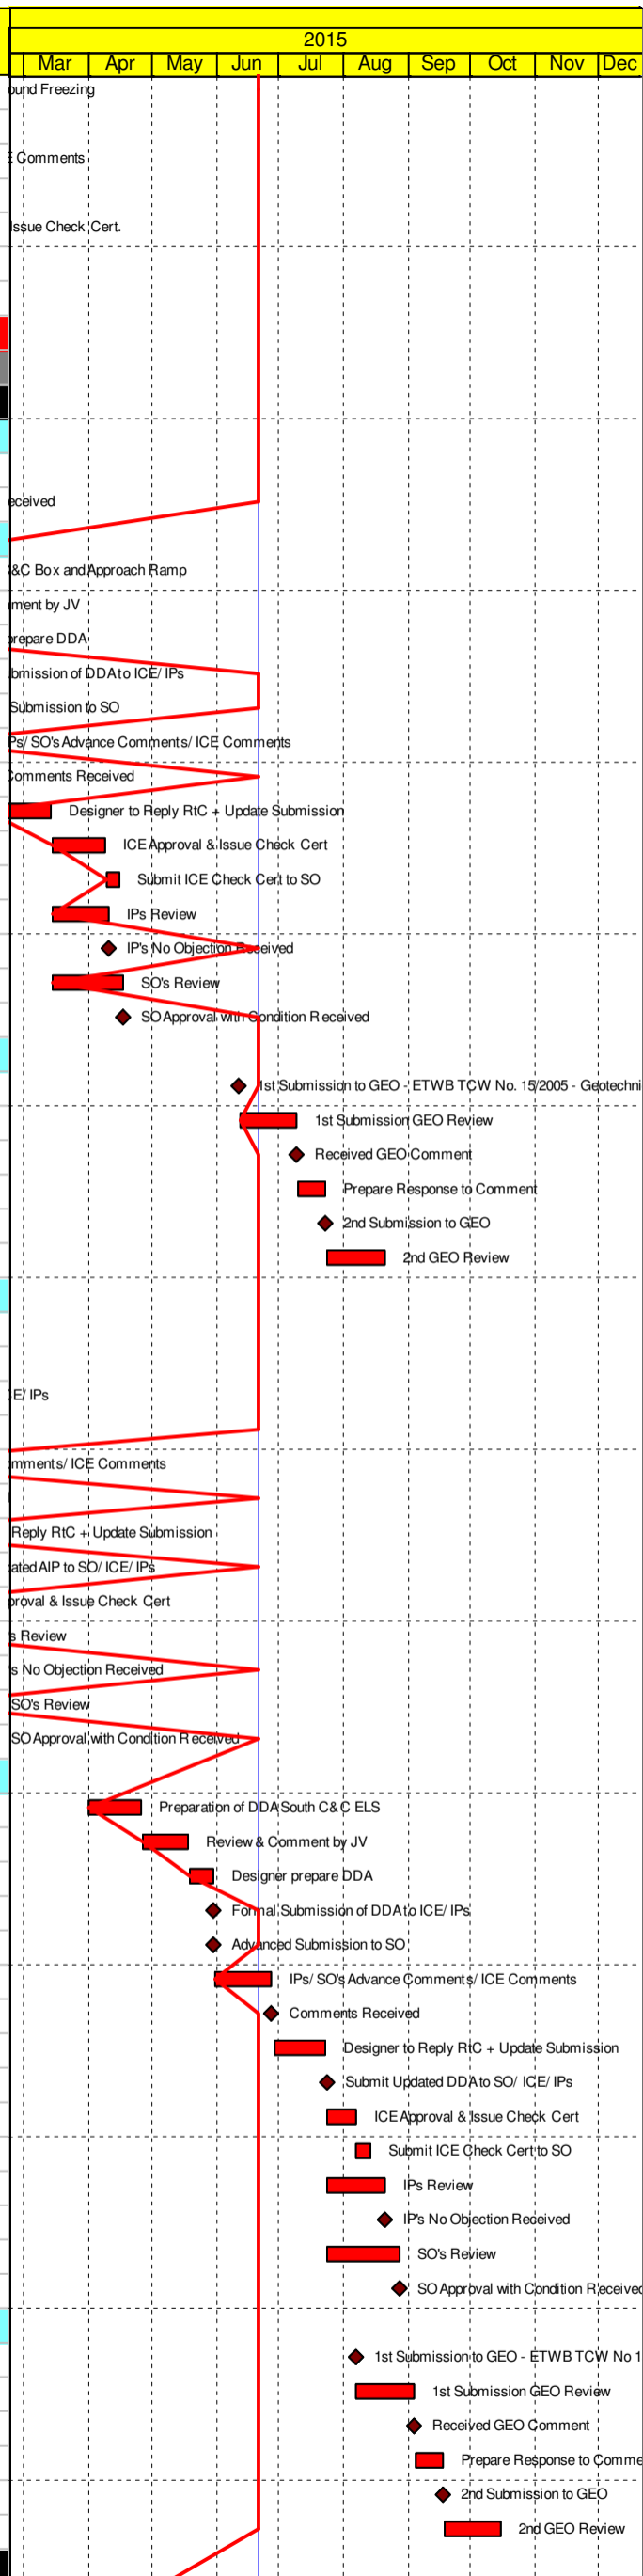 2015
Mar Apr May Jun Jul Aug Sep Oct Nov Dec
ound Freezing
E Comments
Issue Check Cert.
eceived
&C Box and Approach Ramp
ment by JV
prepare DDA
bmission of DDA to ICE/ IPs
Submission to SO
Ps/ SO's Advance Comments/ ICE Comments
Comments Received
Designer to Reply RtC + Update Submission
ICE Approval & Issue Check Cert
Submit ICE Check Cert to SO
IPs Review
IP's No Objection Received
SO's Review
SO Approval with Condition Received
1st Submission to GEO - ETWB TCW No. 15/2005 - Geotechni
1st Submission GEO Review
Received GEO Comment
Prepare Response to Comment
2nd Submission to GEO
2nd GEO Review
E/ IPs
mments/ ICE Comments
Reply RtC + Update Submission
ated AIP to SO/ ICE/ IPs
proval & Issue Check Cert
s Review
s No Objection Received
SO's Review
SO Approval with Condition Received
Preparation of DDA South C&C ELS
Review & Comment by JV
Designer prepare DDA
Formal Submission of DDA to ICE/ IPs
Advanced Submission to SO
IPs/ SO's Advance Comments/ ICE Comments
Comments Received
Designer to Reply RtC + Update Submission
Submit Updated DDA to SO/ ICE/ IPs
ICE Approval & Issue Check Cert
Submit ICE Check Cert to SO
IPs Review
IP's No Objection Received
SO's Review
SO Approval with Condition Received
1st Submission to GEO - ETWB TCW No 1
1st Submission GEO Review
Received GEO Comment
Prepare Response to Comme
2nd Submission to GEO
2nd GEO Review